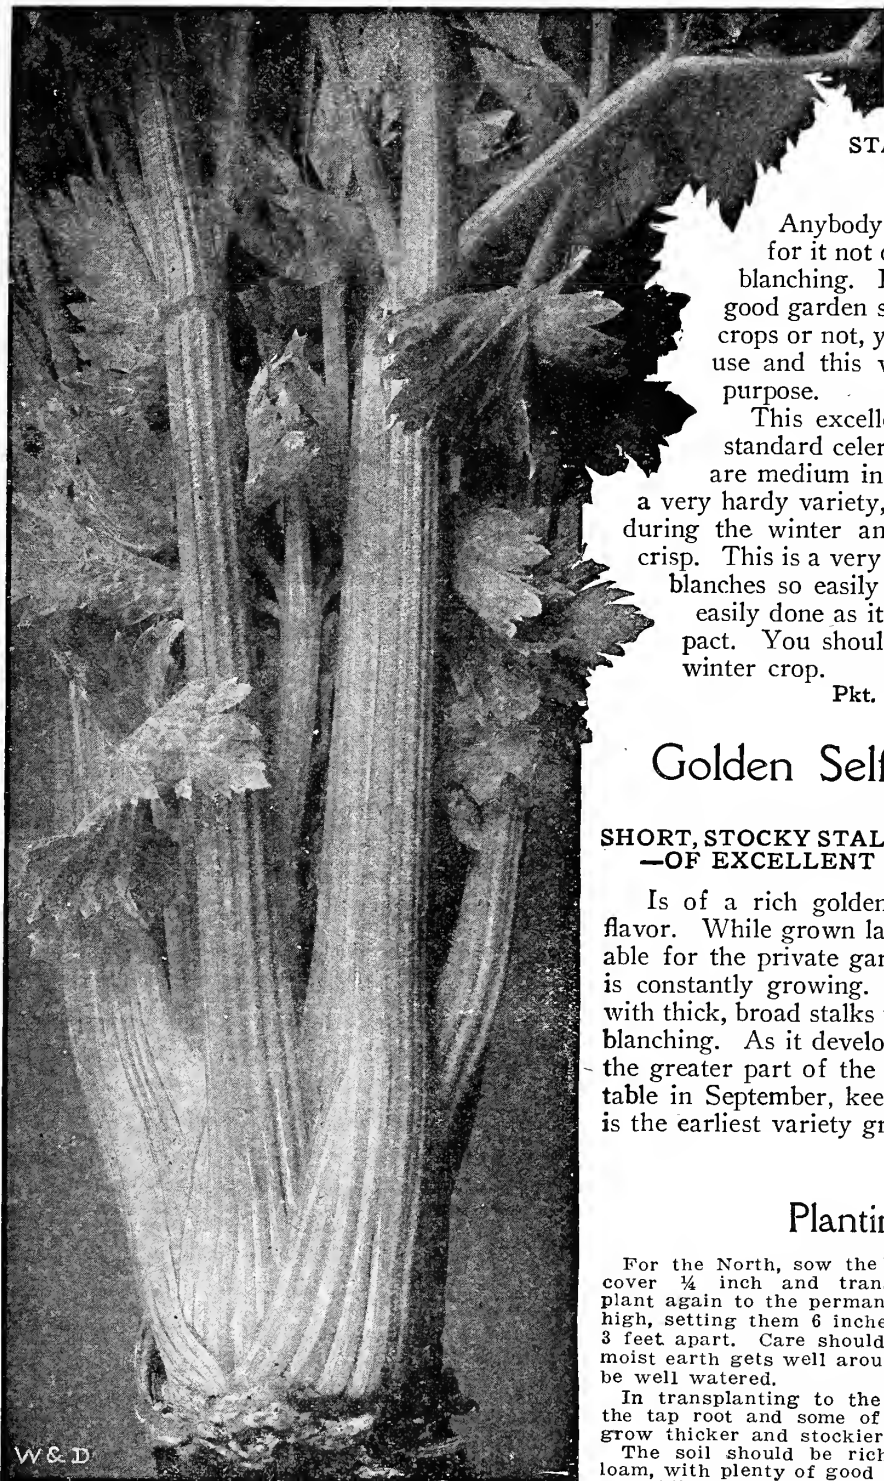 STA
Anybody
for it not
blanching.
good garden
crops or not,
use and this
purpose.
This excell
standard celer
are medium in
a very hardy variety,
during the winter an
crisp. This is a very
blanches so easily
easily done as it
pact. You shoul
winter crop.
Pkt.
Golden Self
SHORT, STOCKY STAL
—OF EXCELLENT
Is of a rich golden
flavor. While grown la
able for the private gar
is constantly growing.
with thick, broad stalks
blanching. As it develo
the greater part of the
table in September, kee
is the earliest variety gr
Plantin
For the North, sow the
cover ¼ inch and tran
plant again to the perman
high, setting them 6 inche
3 feet apart. Care should
moist earth gets well arou
be well watered.
In transplanting to the
the tap root and some of
grow thicker and stockier
The soil should be rich
loam, with plenty of good
W & D